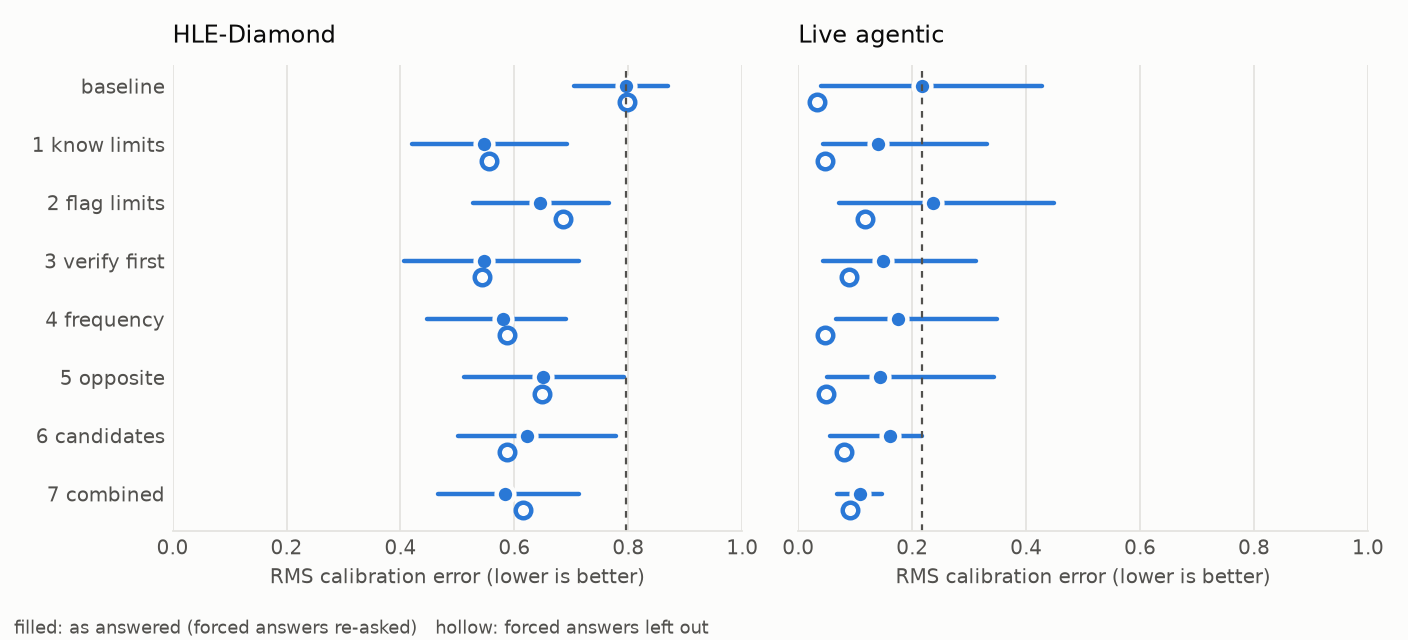 HLE-Diamond
Live agentic
baseline
1 know limits
2 flag limits
3 verify first
4 frequency
5 opposite
6 candidates
7 combined
0.0 0.2 0.4 0.6 0.8 1.0
0.0 0.2 0.4 0.6 0.8 1.0
RMS calibration error (lower is better)
RMS calibration error (lower is better)
filled: as answered (forced answers re-asked) hollow: forced answers left out